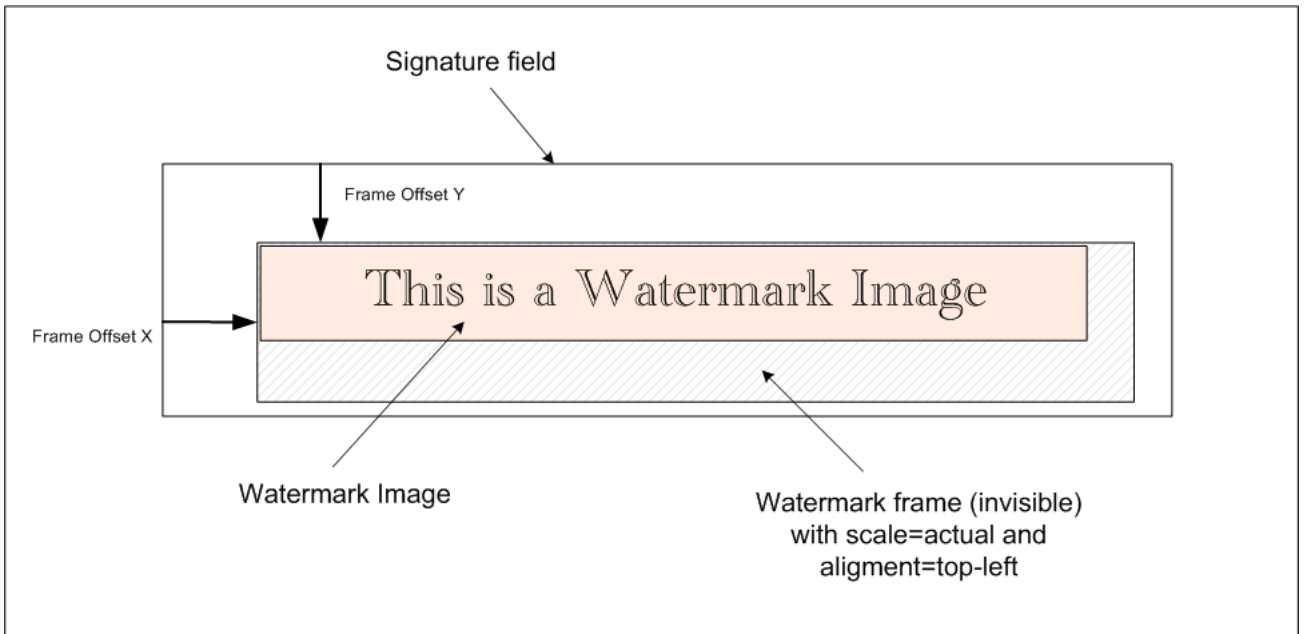 Signature field
Frame Offset Y
This is a Watermark Image
Frame Offset X
Watermark Image
Watermark frame (invisible)
with scale=actual and
aligment=top-left